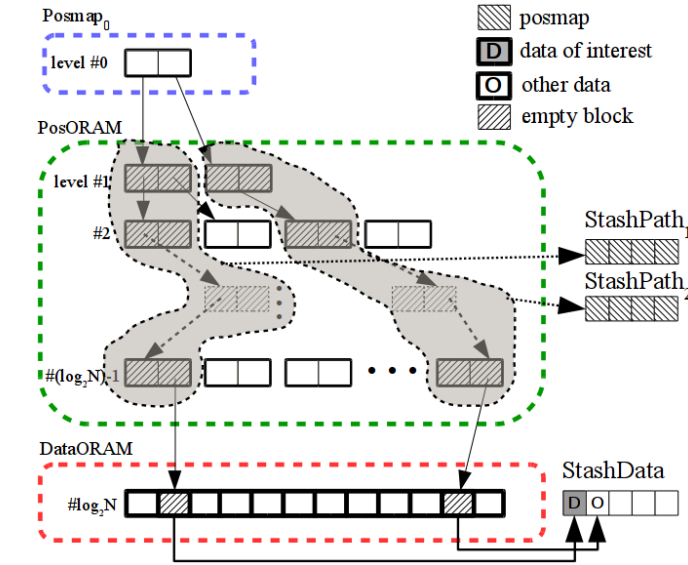 Posmap₀
level #0
posmap
D data of interest
O other data
empty block
PosORAM
level #1
#2
StashPath₁
StashPath₂
#(log₂N)-1
DataORAM
StashData
#log₂N
D O